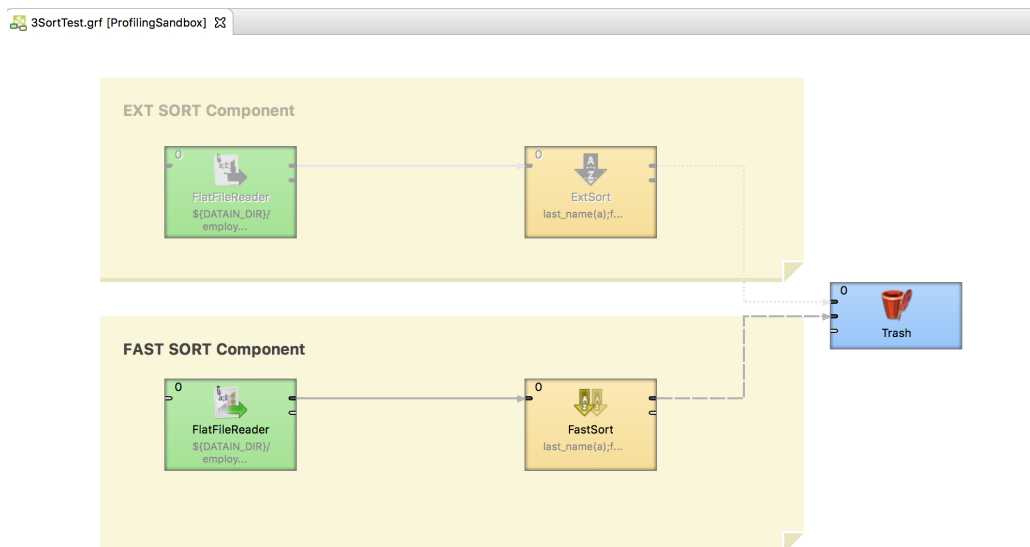 3SortTest.grf [ProfilingSandbox]
EXT SORT Component
0
FlatFileReader
${DATAIN_DIR}/
employ...
0
ExtSort
last_name(a);f...
0
Trash
FAST SORT Component
0
FlatFileReader
${DATAIN_DIR}/
employ...
0
FastSort
last_name(a);f...